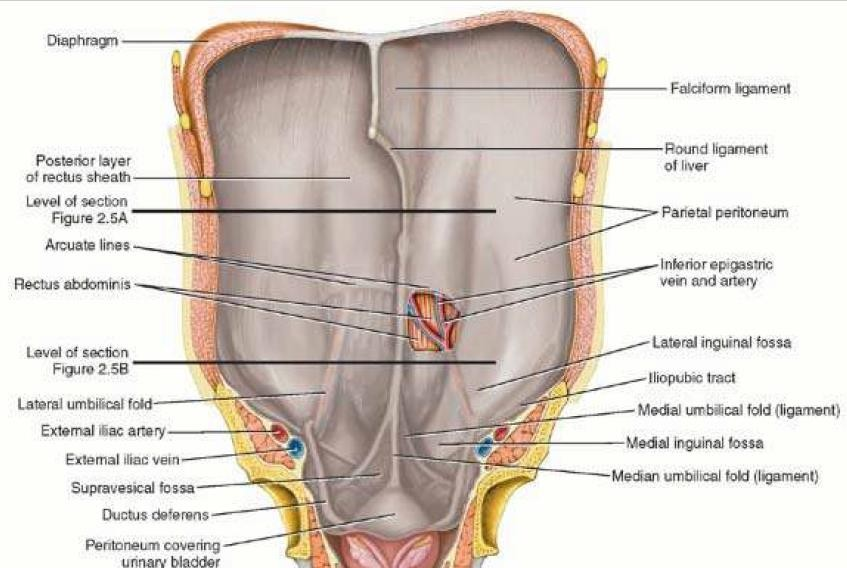 Diaphragm
Posterior layer
of rectus sheath
Level of section
Figure 2.5A
Arcuate lines
Rectus abdominis
Level of section
Figure 2.5B
Lateral umbilical fold
External iliac artery
External iliac vein
Supravesical fossa
Ductus deferens
Peritoneum covering
urinary bladder
Falciform ligament
Round ligament
of liver
Parietal peritoneum
Inferior epigastric
vein and artery
Lateral inguinal fossa
Iliopubic tract
Medial umbilical fold (ligament)
Medial inguinal fossa
Median umbilical fold (ligament)